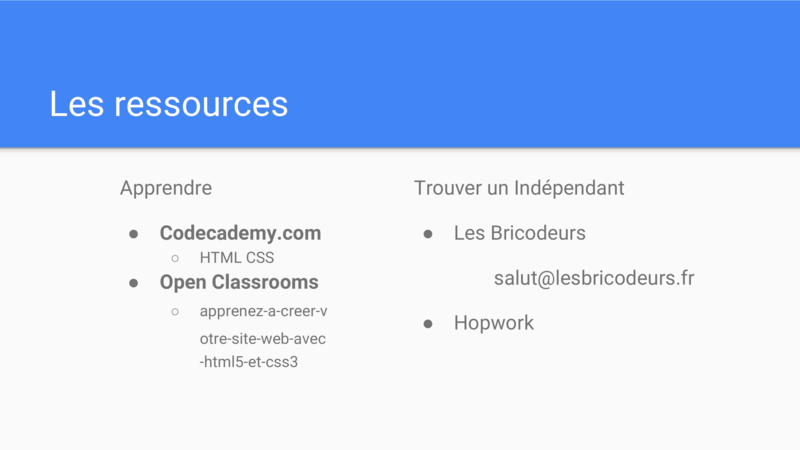 Les ressources
Apprendre
● Codecademy.com
○ HTML CSS
● Open Classrooms
○ apprenez-a-creer-v
otre-site-web-avec
-html5-et-css3
Trouver un Indépendant
● Les Bricodeurs
salut@lesbricodeurs.fr
● Hopwork